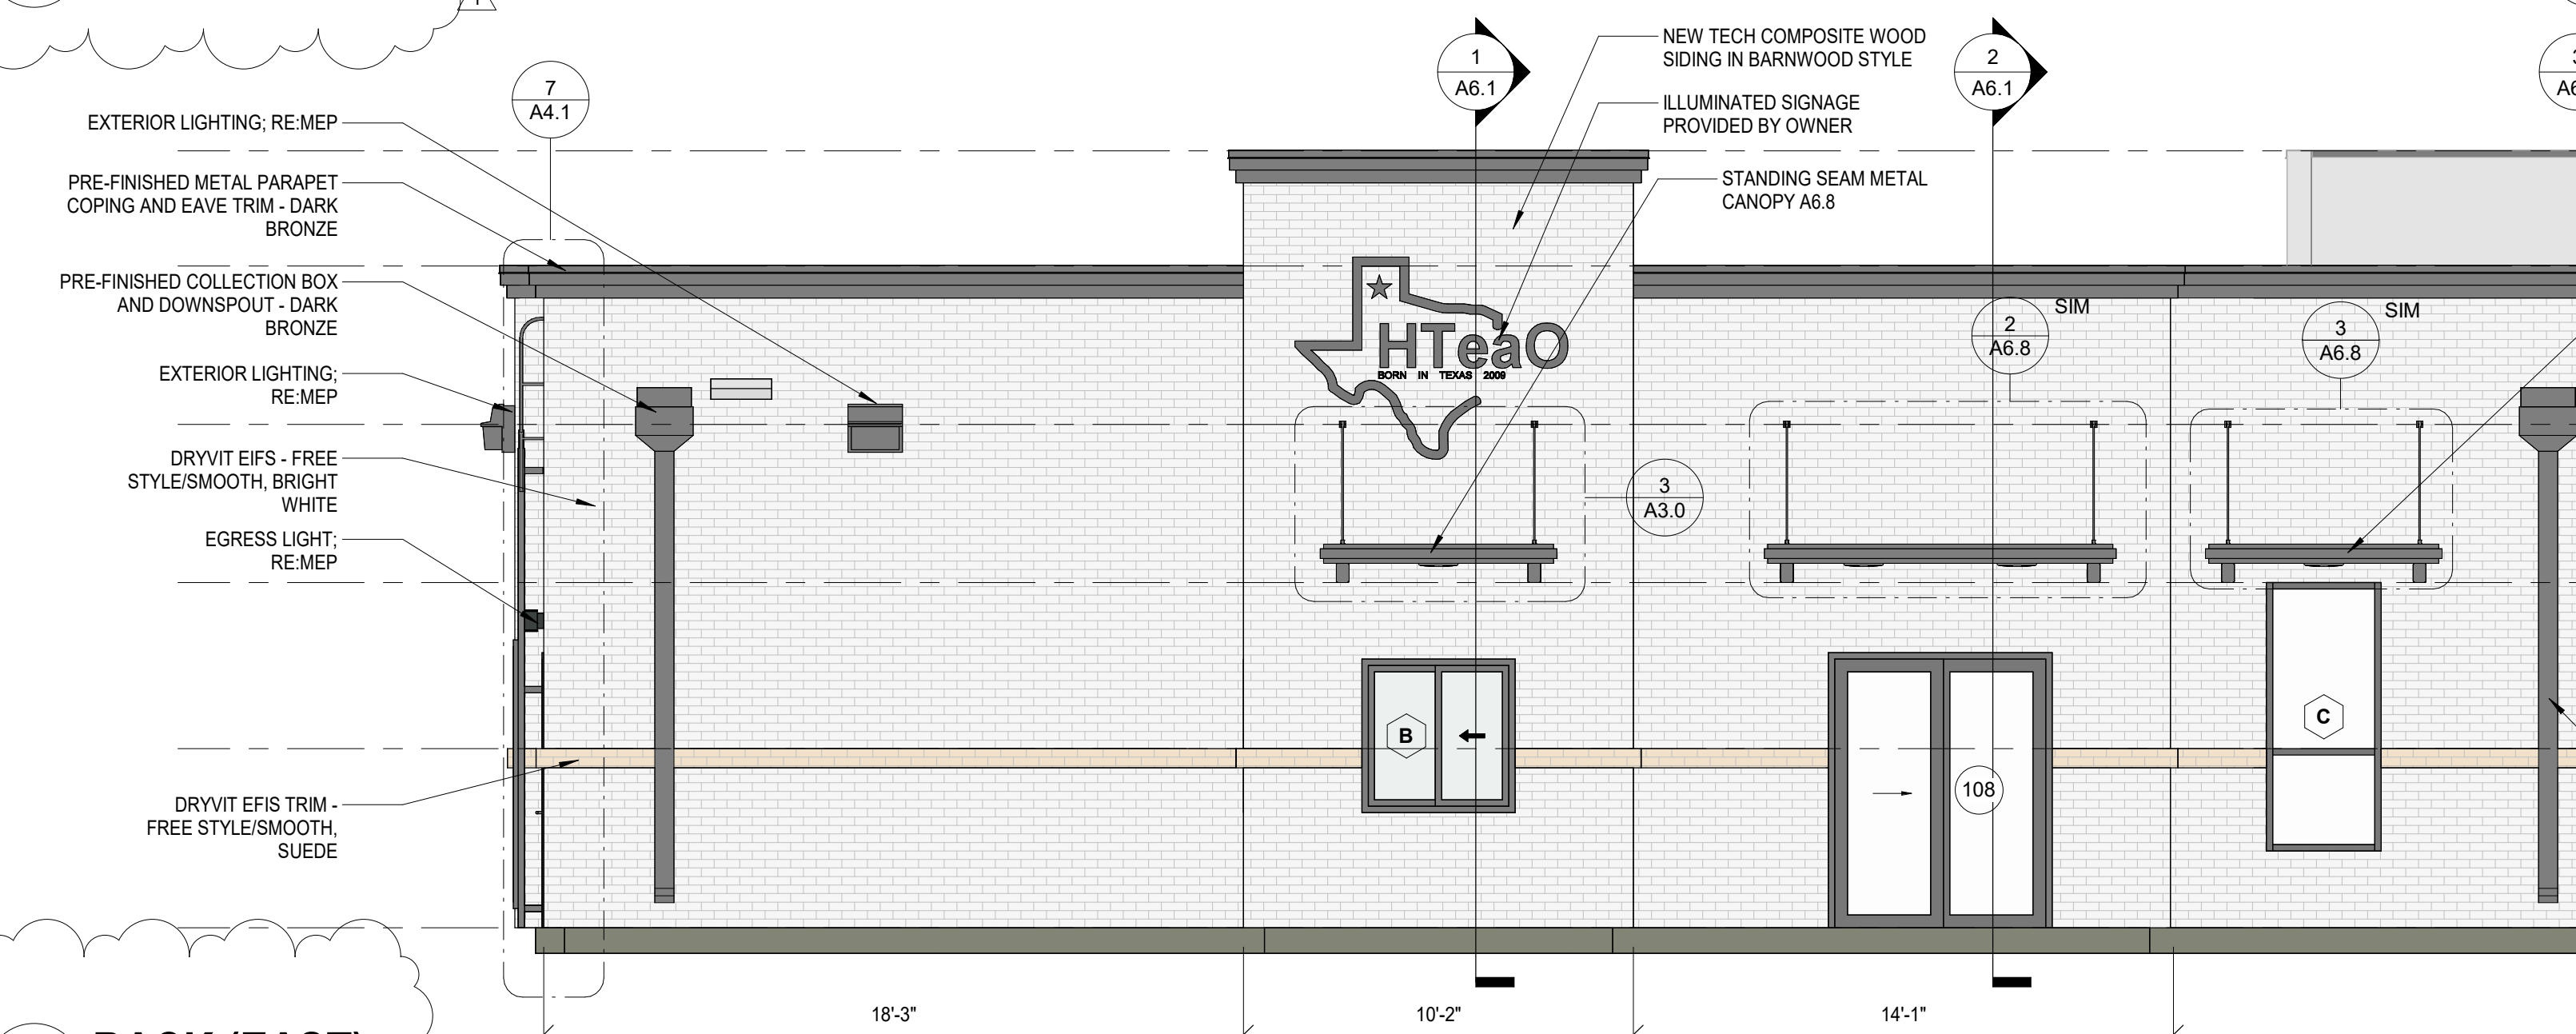 1
A6.1
2
A6.1
NEW TECH COMPOSITE WOOD
SIDING IN BARNWOOD STYLE
7
A4.1
ILLUMINATED SIGNAGE
PROVIDED BY OWNER
EXTERIOR LIGHTING; RE:MEP
PRE-FINISHED METAL PARAPET
COPING AND EAVE TRIM - DARK
BRONZE
STANDING SEAM METAL
CANOPY A6.8
PRE-FINISHED COLLECTION BOX
AND DOWNSPOUT - DARK
BRONZE
EXTERIOR LIGHTING;
RE:MEP
DRYVIT EIFS - FREE
STYLE/SMOOTH, BRIGHT
WHITE
EGRESS LIGHT;
RE:MEP
DRYVIT EFIS TRIM -
FREE STYLE/SMOOTH,
SUEDE
HTeaO
BORN IN TEXAS 2009
2
A6.8
SIM
3
A6.8
SIM
3
A3.0
B
C
108
18'-3"
10'-2"
14'-1"